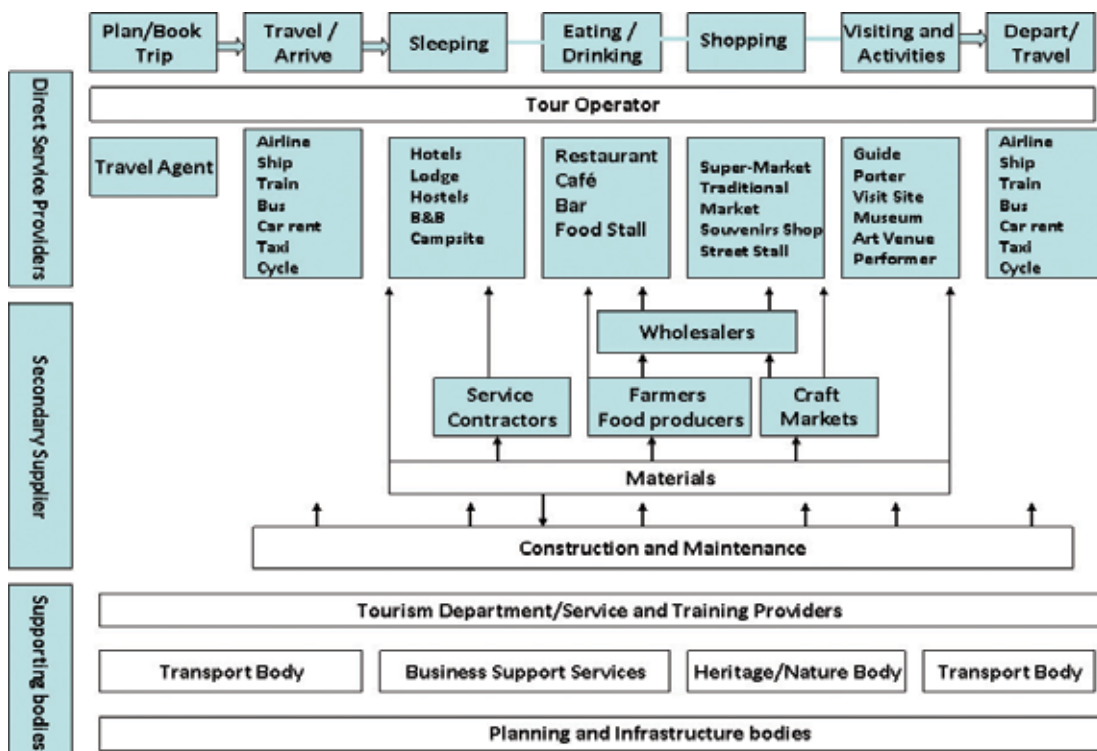 Plan/Book
Trip
Travel /
Arrive
Sleeping
Eating /
Drinking
Shopping
Visiting and
Activities
Depart/
Travel
Direct Service Providers
Tour Operator
Travel Agent
Airline
Ship
Train
Bus
Car rent
Taxi
Cycle
Hotels
Lodge
Hostels
B&B
Campsite
Restaurant
Café
Bar
Food Stall
Super-Market
Traditional
Market
Souvenirs Shop
Street Stall
Guide
Porter
Visit Site
Museum
Art Venue
Performer
Airline
Ship
Train
Bus
Car rent
Taxi
Cycle
Secondary Supplier
Wholesalers
Service
Contractors
Farmers
Food producers
Craft
Markets
Materials
Construction and Maintenance
Supporting bodies
Tourism Department/Service and Training Providers
Transport Body
Business Support Services
Heritage/Nature Body
Transport Body
Planning and Infrastructure bodies